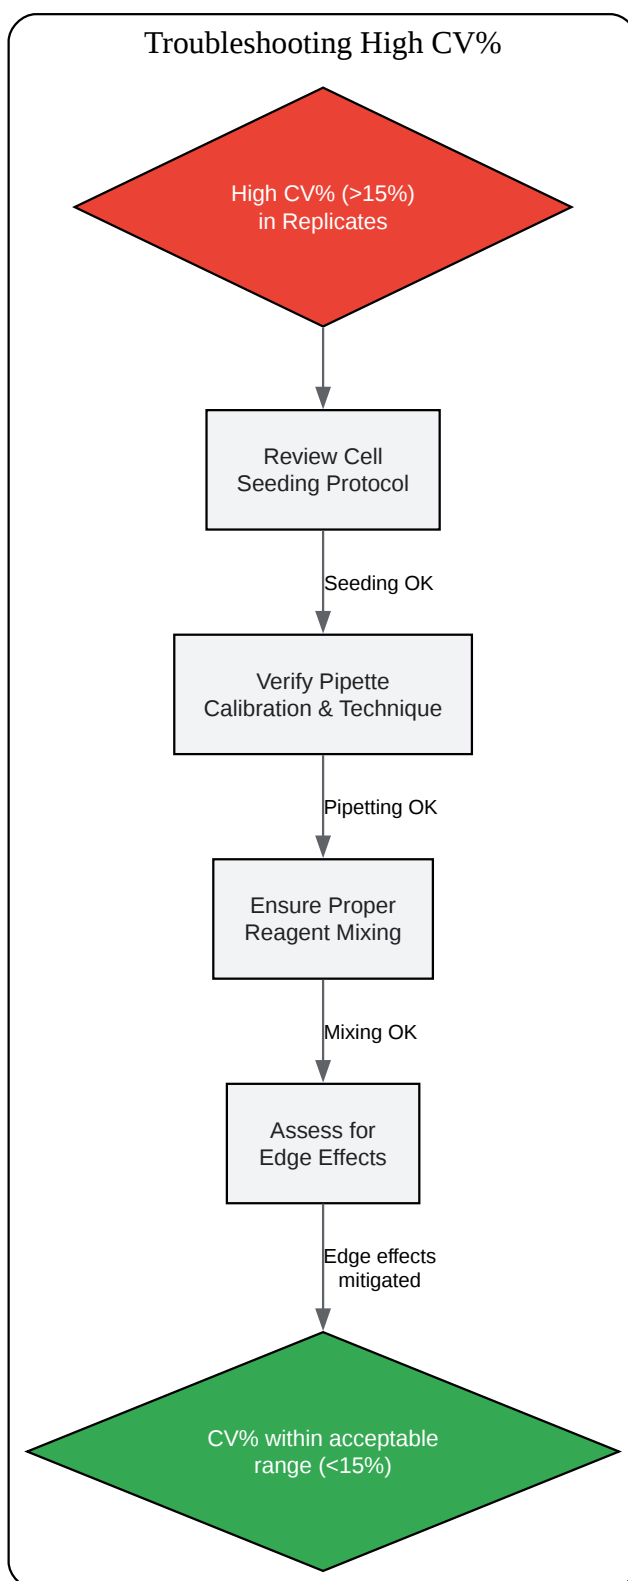 Troubleshooting High CV%
High CV% (>15%)
in Replicates
Review Cell
Seeding Protocol
Seeding OK
Verify Pipette
Calibration & Technique
Pipetting OK
Ensure Proper
Reagent Mixing
Mixing OK
Assess for
Edge Effects
Edge effects
mitigated
CV% within acceptable
range (<15%)